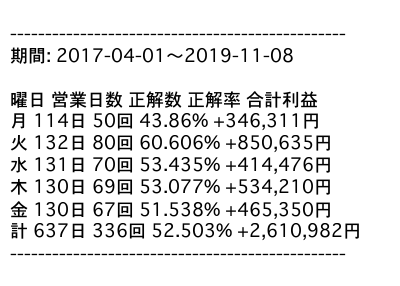 ------------------------------------------------
期間: 2017-04-01～2019-11-08
曜日 営業日数 正解数 正解率 合計利益
月 114日 50回 43.86% +346,311円
火 132日 80回 60.606% +850,635円
水 131日 70回 53.435% +414,476円
木 130日 69回 53.077% +534,210円
金 130日 67回 51.538% +465,350円
計 637日 336回 52.503% +2,610,982円
------------------------------------------------